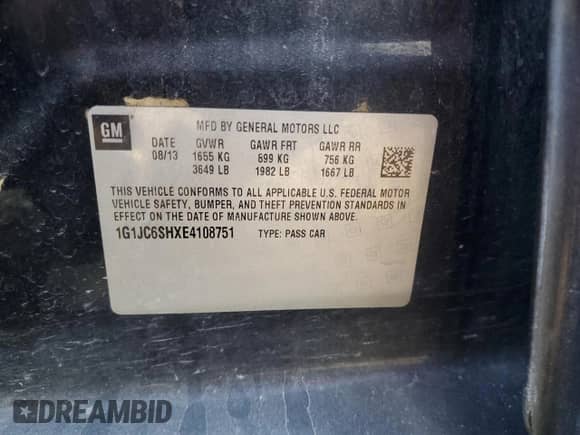 GM
MFD BY GENERAL MOTORS LLC
DATE GVWR GAWR FRT GAWR RR
08/13 1655 KG 899 KG 756 KG
3649 LB 1982 LB 1667 LB
THIS VEHICLE CONFORMS TO ALL APPLICABLE U.S. FEDERAL MOTOR
VEHICLE SAFETY, BUMPER, AND THEFT PREVENTION STANDARDS IN
EFFECT ON THE DATE OF MANUFACTURE SHOWN ABOVE.
1G1JC6SHXE4108751 TYPE: PASS CAR
DREAMBID